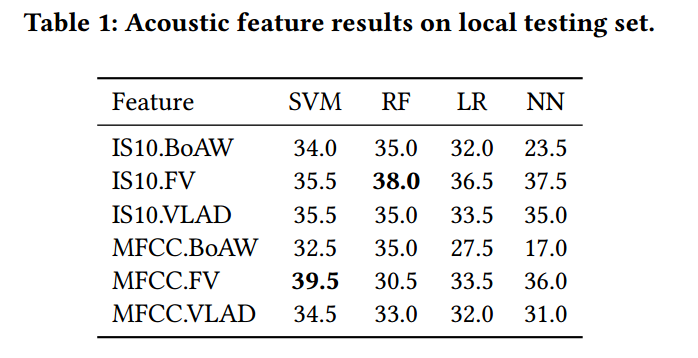 Table 1: Acoustic feature results on local testing set.
Feature SVM RF LR NN
IS10.BoAW 34.0 35.0 32.0 23.5
IS10.FV 35.5 38.0 36.5 37.5
IS10.VLAD 35.5 35.0 33.5 35.0
MFCC.BoAW 32.5 35.0 27.5 17.0
MFCC.FV 39.5 30.5 33.5 36.0
MFCC.VLAD 34.5 33.0 32.0 31.0